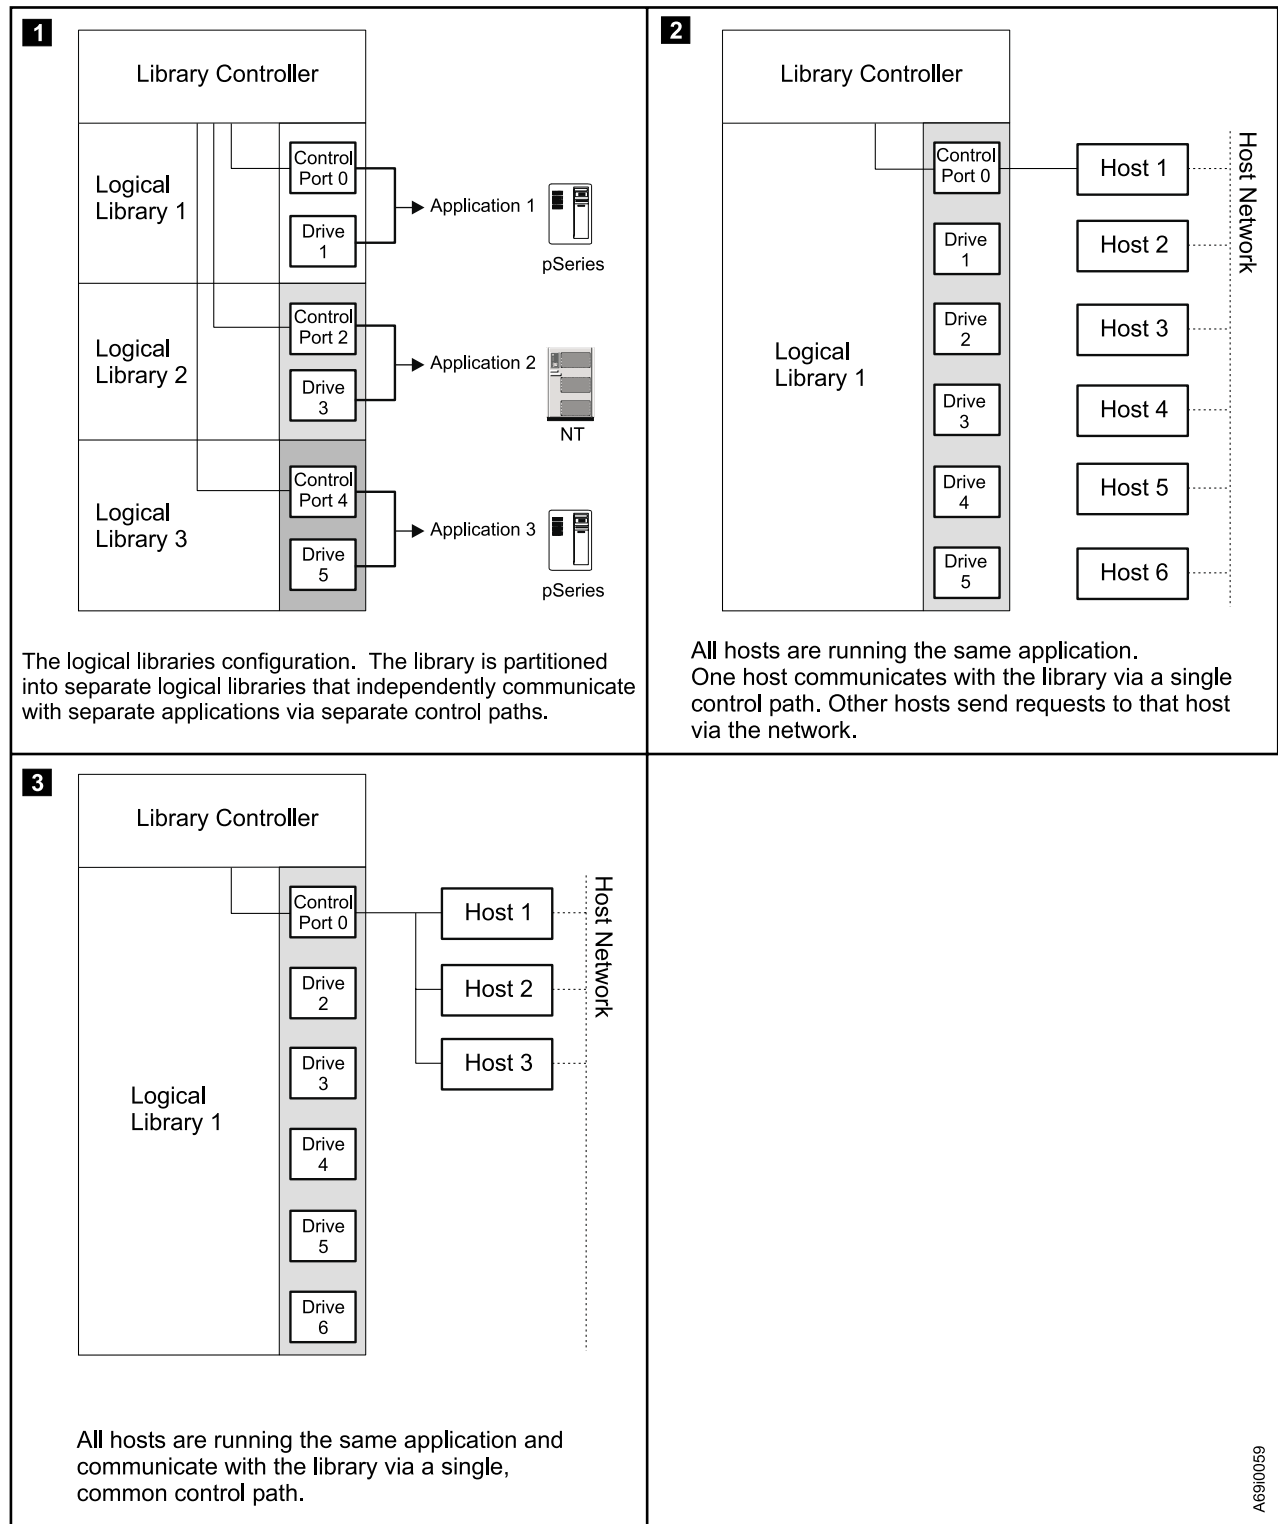 1
Library Controller
Logical
Library 1
Control
Port 0
Drive
1
Application 1
pSeries
Logical
Library 2
Control
Port 2
Drive
3
Application 2
NT
Logical
Library 3
Control
Port 4
Drive
5
Application 3
pSeries
The logical libraries configuration. The library is partitioned
into separate logical libraries that independently communicate
with separate applications via separate control paths.
2
Library Controller
Logical
Library 1
Control
Port 0
Drive
1
Drive
2
Drive
3
Drive
4
Drive
5
Host 1
Host 2
Host 3
Host 4
Host 5
Host 6
Host Network
All hosts are running the same application.
One host communicates with the library via a single
control path. Other hosts send requests to that host
via the network.
3
Library Controller
Logical
Library 1
Control
Port 0
Drive
2
Drive
3
Drive
4
Drive
5
Drive
6
Host 1
Host 2
Host 3
Host Network
All hosts are running the same application and
communicate with the library via a single,
common control path.
A69i0059